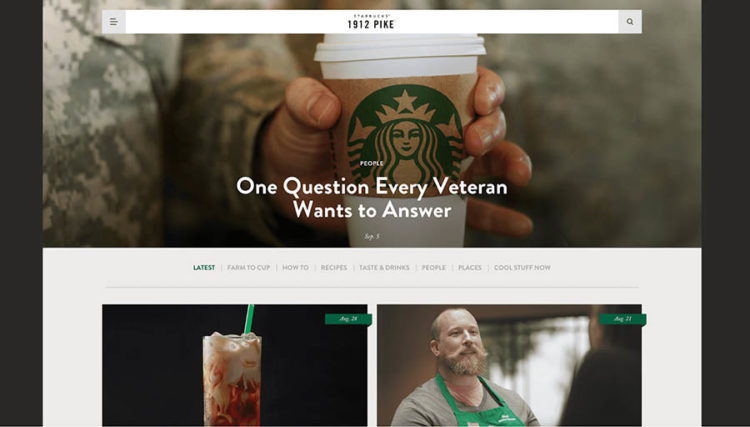 STARBUCKS®
1912 PIKE
PEOPLE
One Question Every Veteran
Wants to Answer
Sep. 5
LATEST | FARM TO CUP | HOW TO | RECIPES | TASTE & DRINKS | PEOPLE | PLACES | COOL STUFF NOW
Aug. 28
Aug. 21